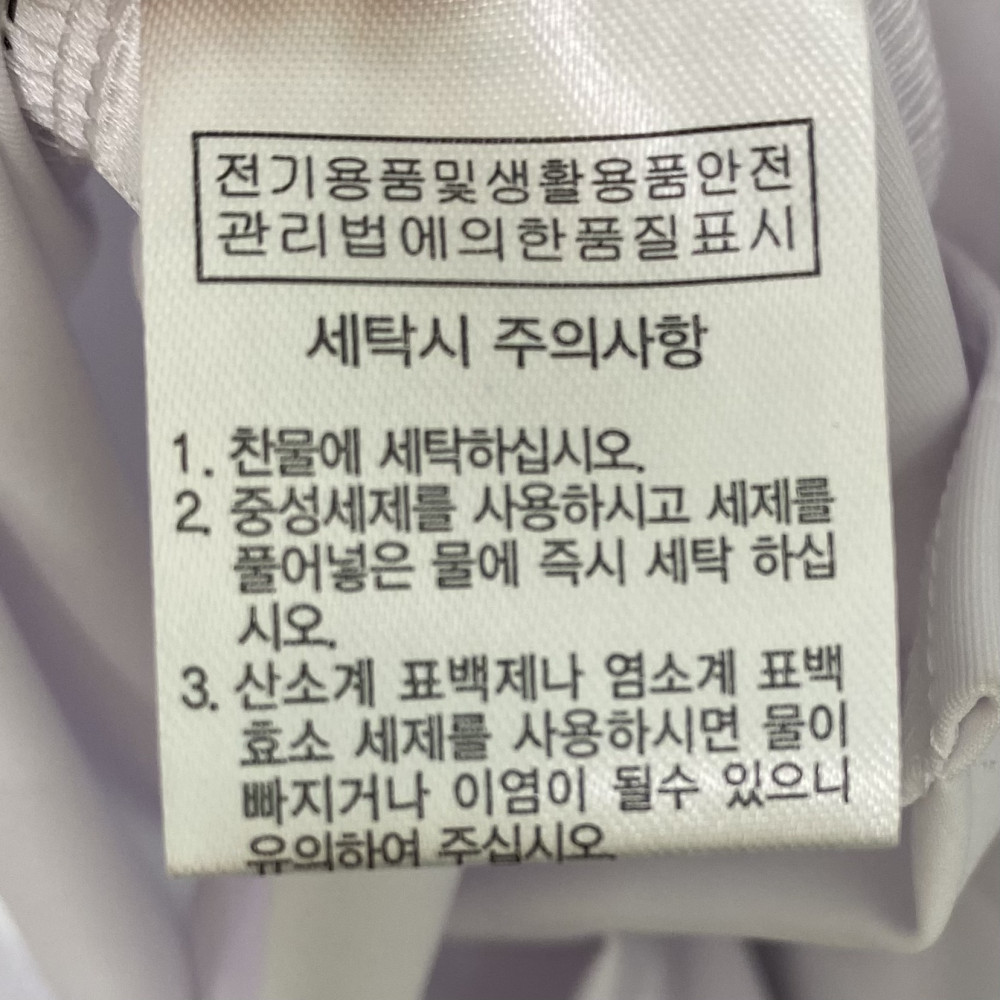 전기용품및생활용품안전
관리법에의한품질표시
세탁시 주의사항
1. 찬물에 세탁하십시오.
2. 중성세제를 사용하시고 세제를
풀어넣은 물에 즉시 세탁 하십
시오.
3. 산소계 표백제나 염소계 표백
효소 세제를 사용하시면 물이
빠지거나 이염이 될수 있으니
유의하여 주십시오.